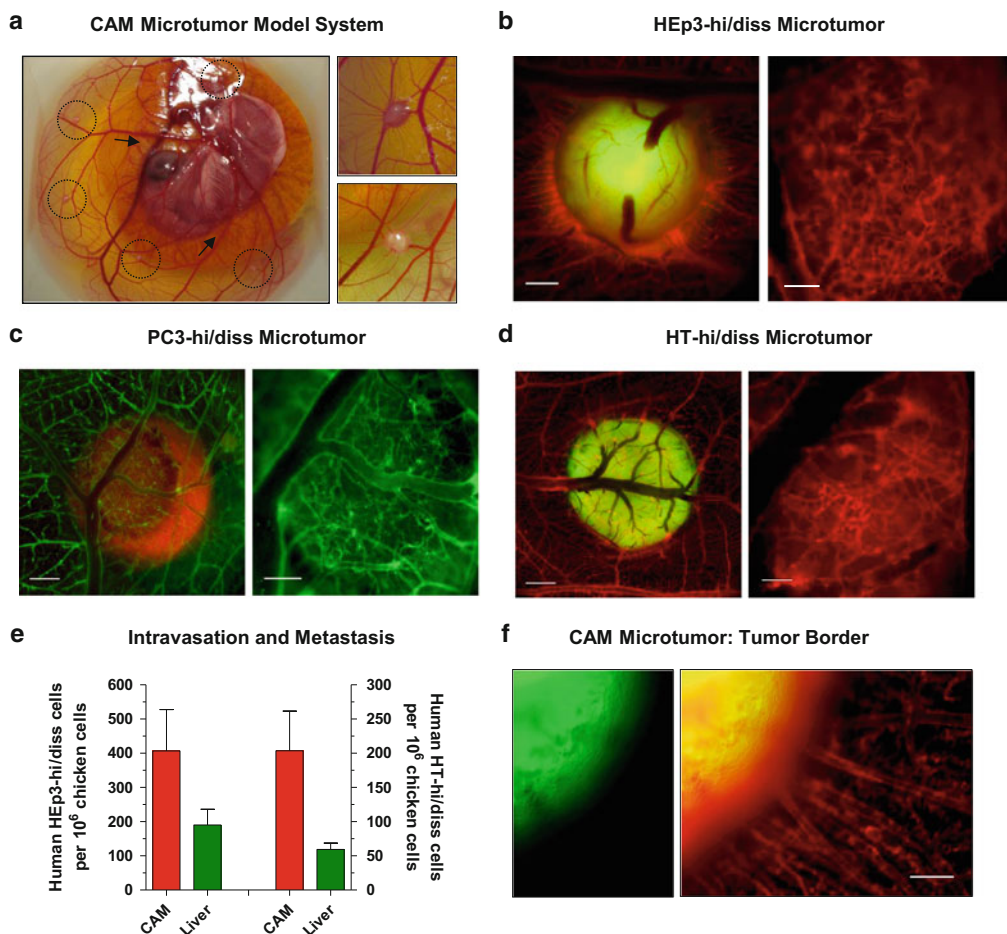 a
CAM Microtumor Model System
b
HEp3-hi/diss Microtumor
c
PC3-hi/diss Microtumor
d
HT-hi/diss Microtumor
e
Intravasation and Metastasis
Human HEp3-hi/diss cells
per 10⁶ chicken cells
600
500
400
300
200
100
0
300
250
200
150
100
50
0
Human HT-hi/diss cells
per 10⁶ chicken cells
CAM
Liver
CAM
Liver
f
CAM Microtumor: Tumor Border